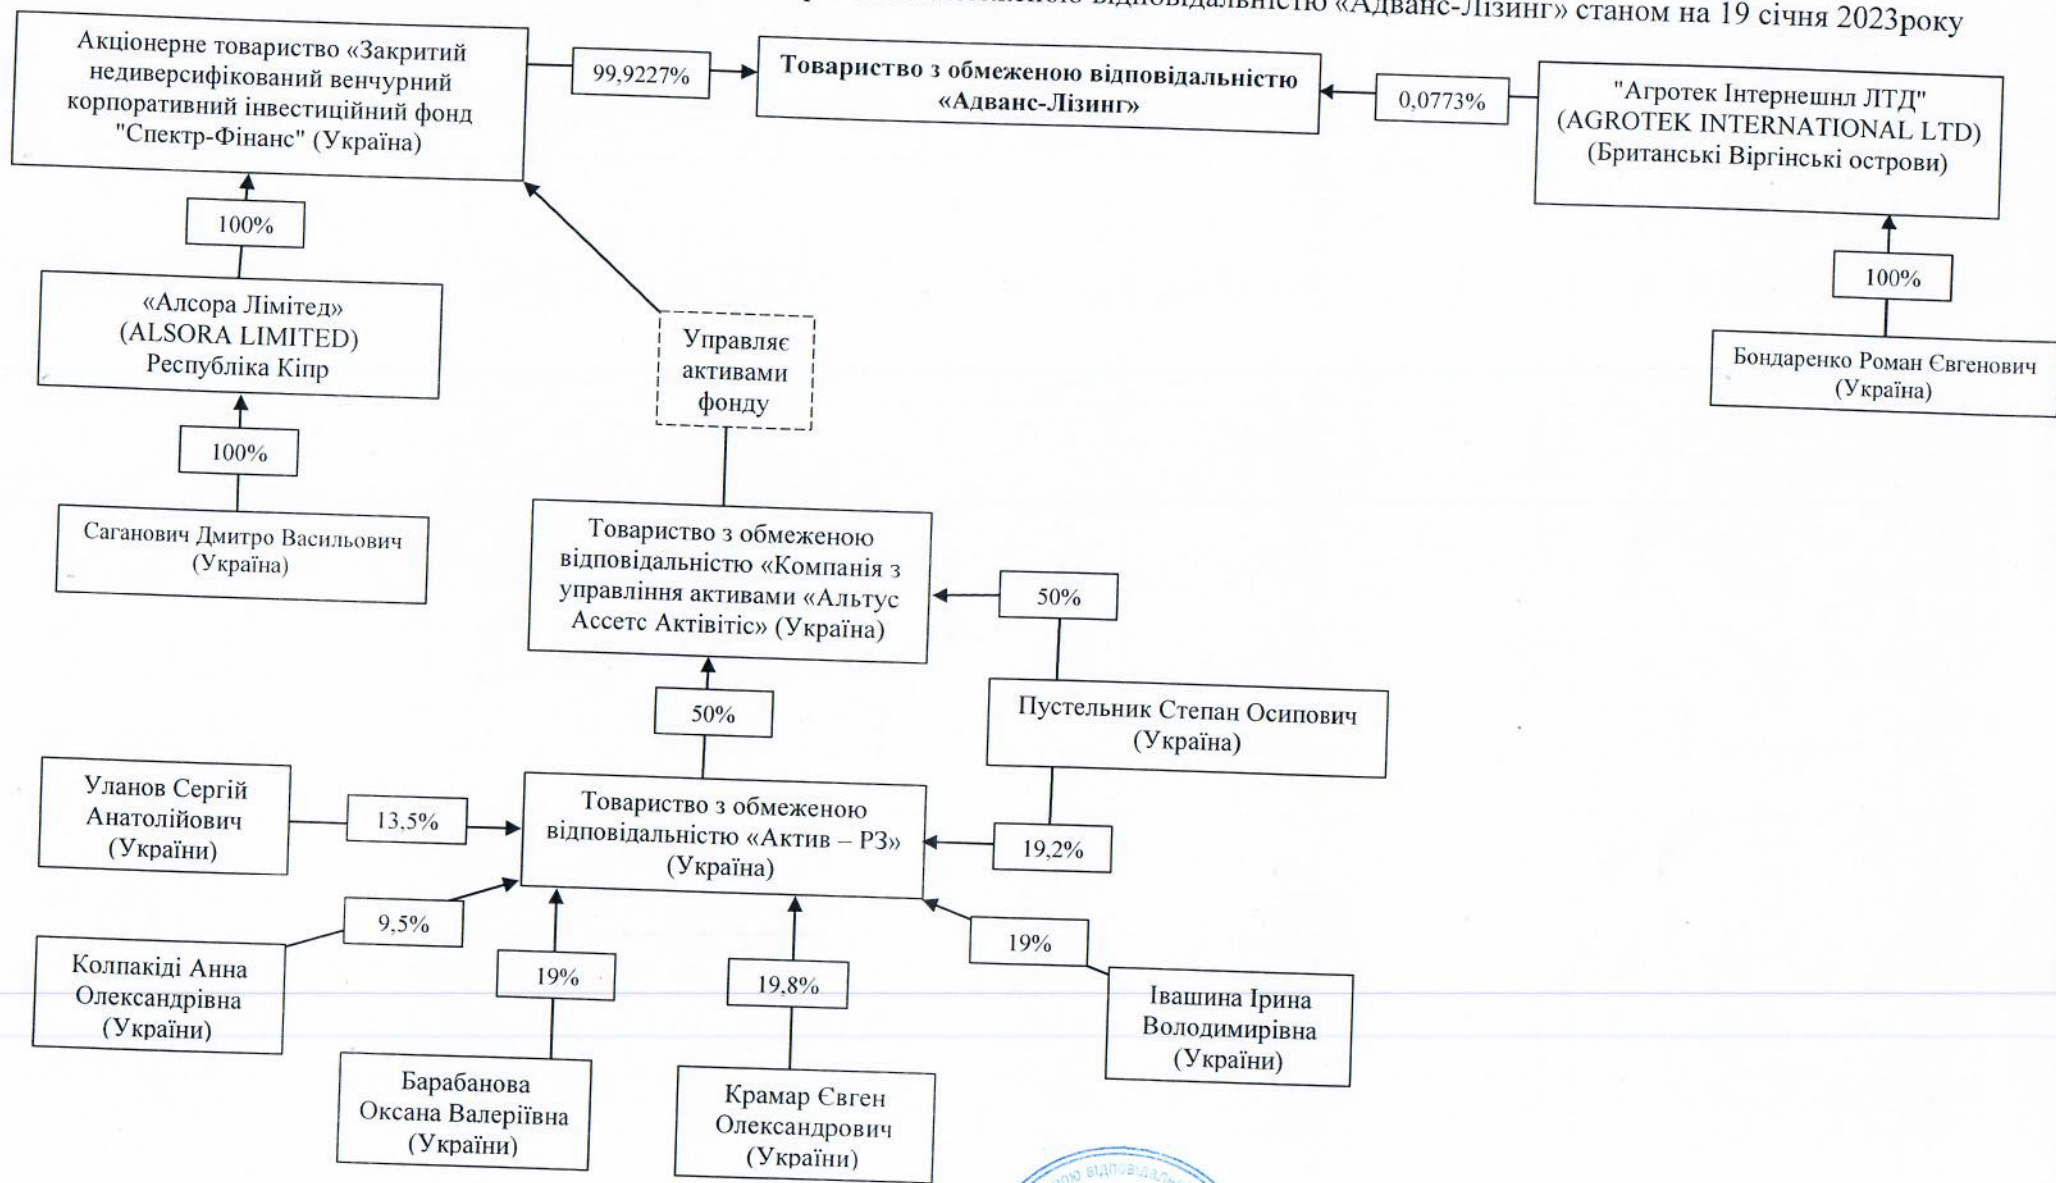 відповідальністю «Адванс-Лізинг» станом на 19 січня 2023року
Акціонерне товариство «Закритий
недиверсифікований венчурний
корпоративний інвестиційний фонд
"Спектр-Фінанс" (Україна)
99,9227%
Товариство з обмеженою відповідальністю
«Адванс-Лізинг»
0,0773%
"Агротек Інтернешнл ЛТД"
(AGROTEK INTERNATIONAL LTD)
(Британські Віргінські острови)
100%
100%
«Алсора Лімітед»
(ALSORA LIMITED)
Республіка Кіпр
Управляє
активами
фонду
Бондаренко Роман Євгенович
(Україна)
100%
Саганович Дмитро Васильович
(Україна)
Товариство з обмеженою
відповідальністю «Компанія з
управління активами «Альтус
Ассетс Актівітіс» (Україна)
50%
50%
Пустельник Степан Осипович
(Україна)
Уланов Сергій
Анатолійович
(України)
13,5%
Товариство з обмеженою
відповідальністю «Актив – РЗ»
(Україна)
19,2%
9,5%
19%
19,8%
19%
Колпакіді Анна
Олександрівна
(України)
Івашина Ірина
Володимирівна
(України)
Барабанова
Оксана Валеріївна
(України)
Крамар Євген
Олександрович
(України)